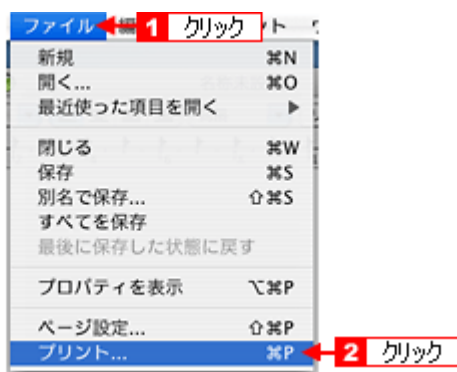 ファイル 1 クリック
新規 ⌘N
開く... ⌘O
最近使った項目を開く ▶
閉じる ⌘W
保存 ⌘S
別名で保存... ⇧⌘S
すべてを保存
最後に保存した状態に戻す
プロパティを表示 ⌥⌘P
ページ設定... ⇧⌘P
プリント... ⌘P 2 クリック